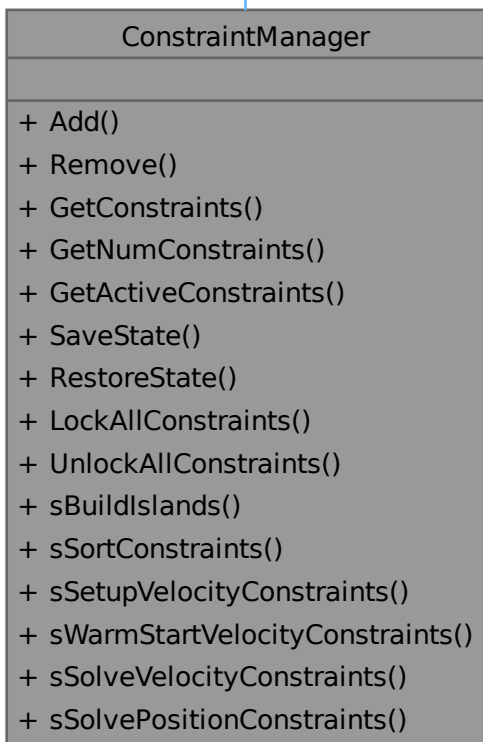 ConstraintManager
+ Add()
+ Remove()
+ GetConstraints()
+ GetNumConstraints()
+ GetActiveConstraints()
+ SaveState()
+ RestoreState()
+ LockAllConstraints()
+ UnlockAllConstraints()
+ sBuildIslands()
+ sSortConstraints()
+ sSetupVelocityConstraints()
+ sWarmStartVelocityConstraints()
+ sSolveVelocityConstraints()
+ sSolvePositionConstraints()